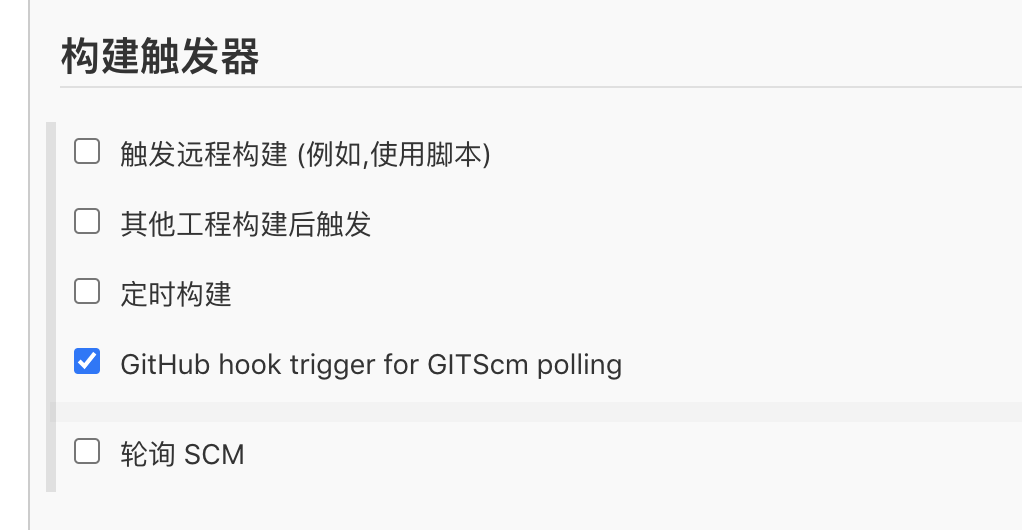 构建触发器
触发远程构建 (例如,使用脚本)
其他工程构建后触发
定时构建
GitHub hook trigger for GITScm polling
轮询 SCM